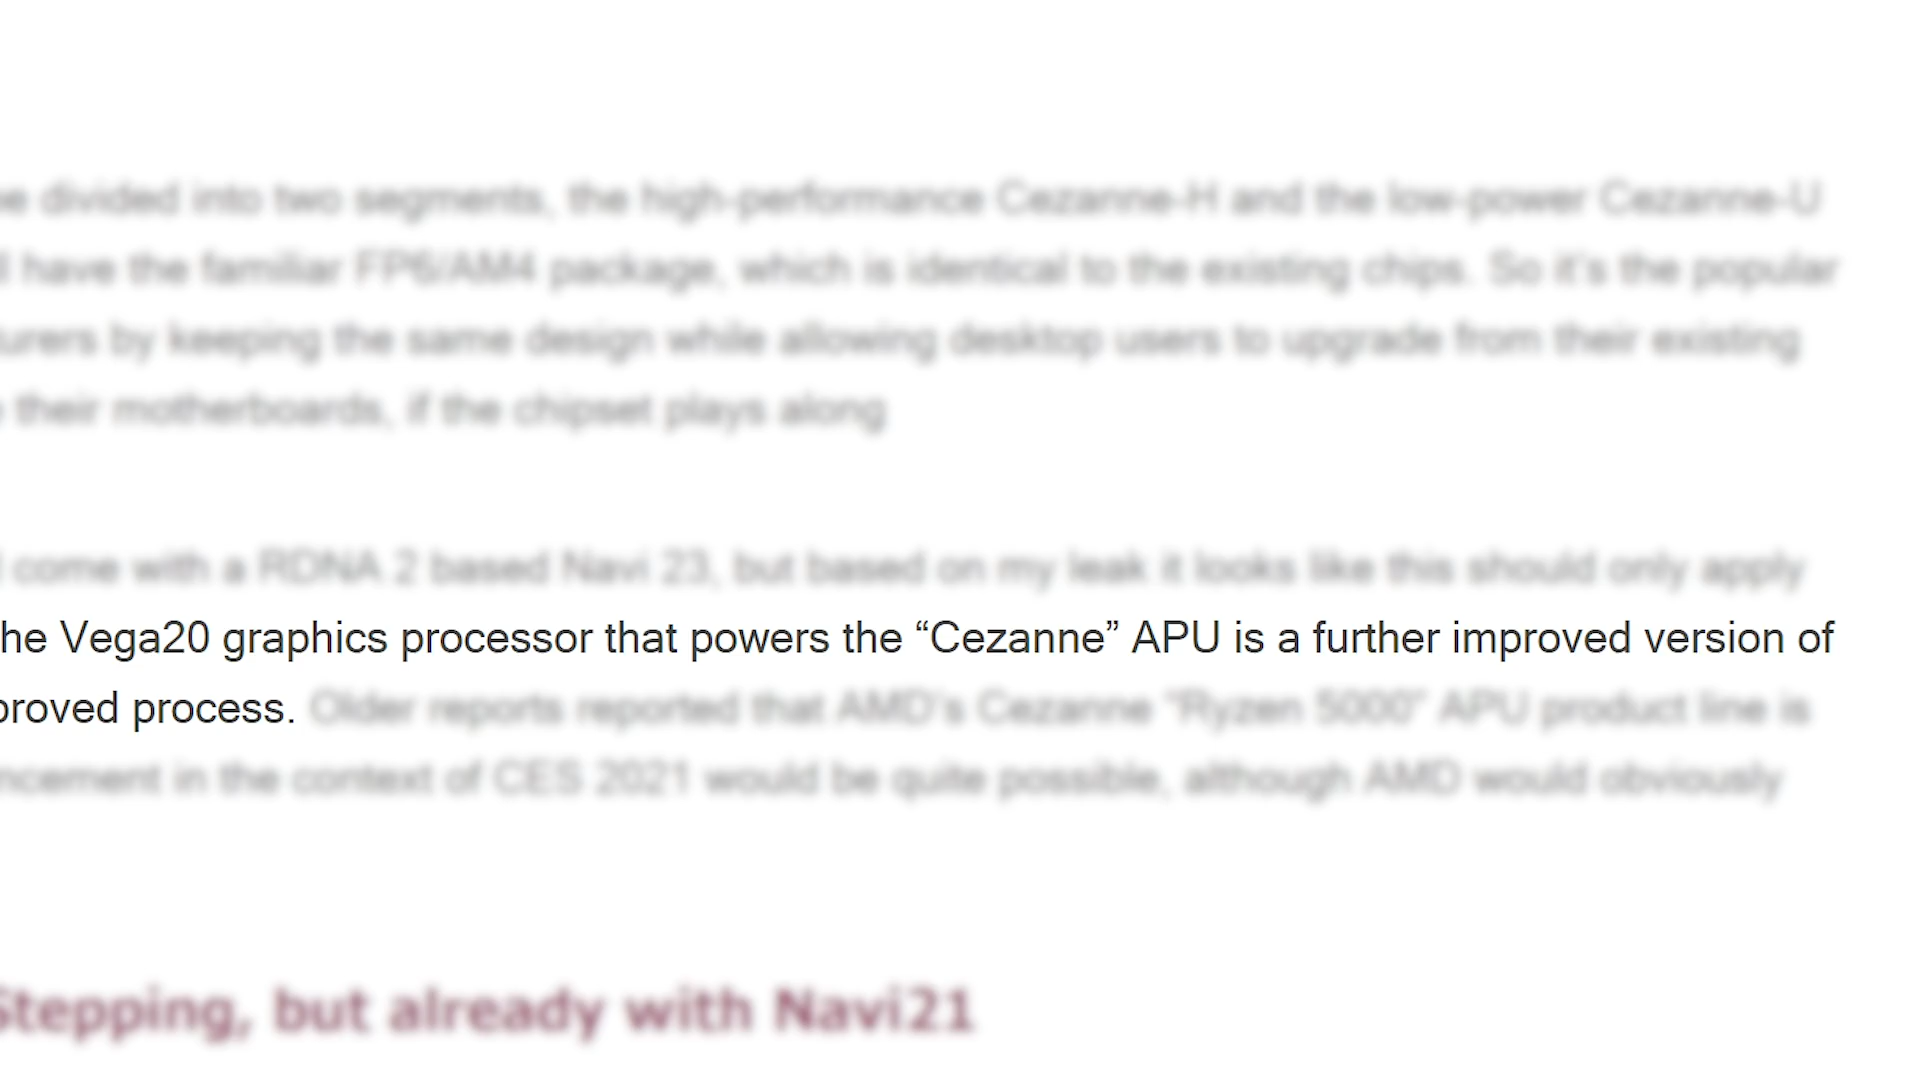 divided into two segments, the high-performance Cezanne-H and the low-power Cezanne-U
have the familiar FP6/AM4 package, which is identical to the existing chips. So it's the popular
urers by keeping the same design while allowing desktop users to upgrade from their existing
their motherboards, if the chipset plays along
come with a RDNA 2 based Navi 23, but based on my leak it looks like this should only apply
he Vega20 graphics processor that powers the “Cezanne” APU is a further improved version of
proved process. Older reports reported that AMD's Cezanne "Ryzen 5000" APU product line is
ncement in the context of CES 2021 would be quite possible, although AMD would obviously
Stepping, but already with Navi21